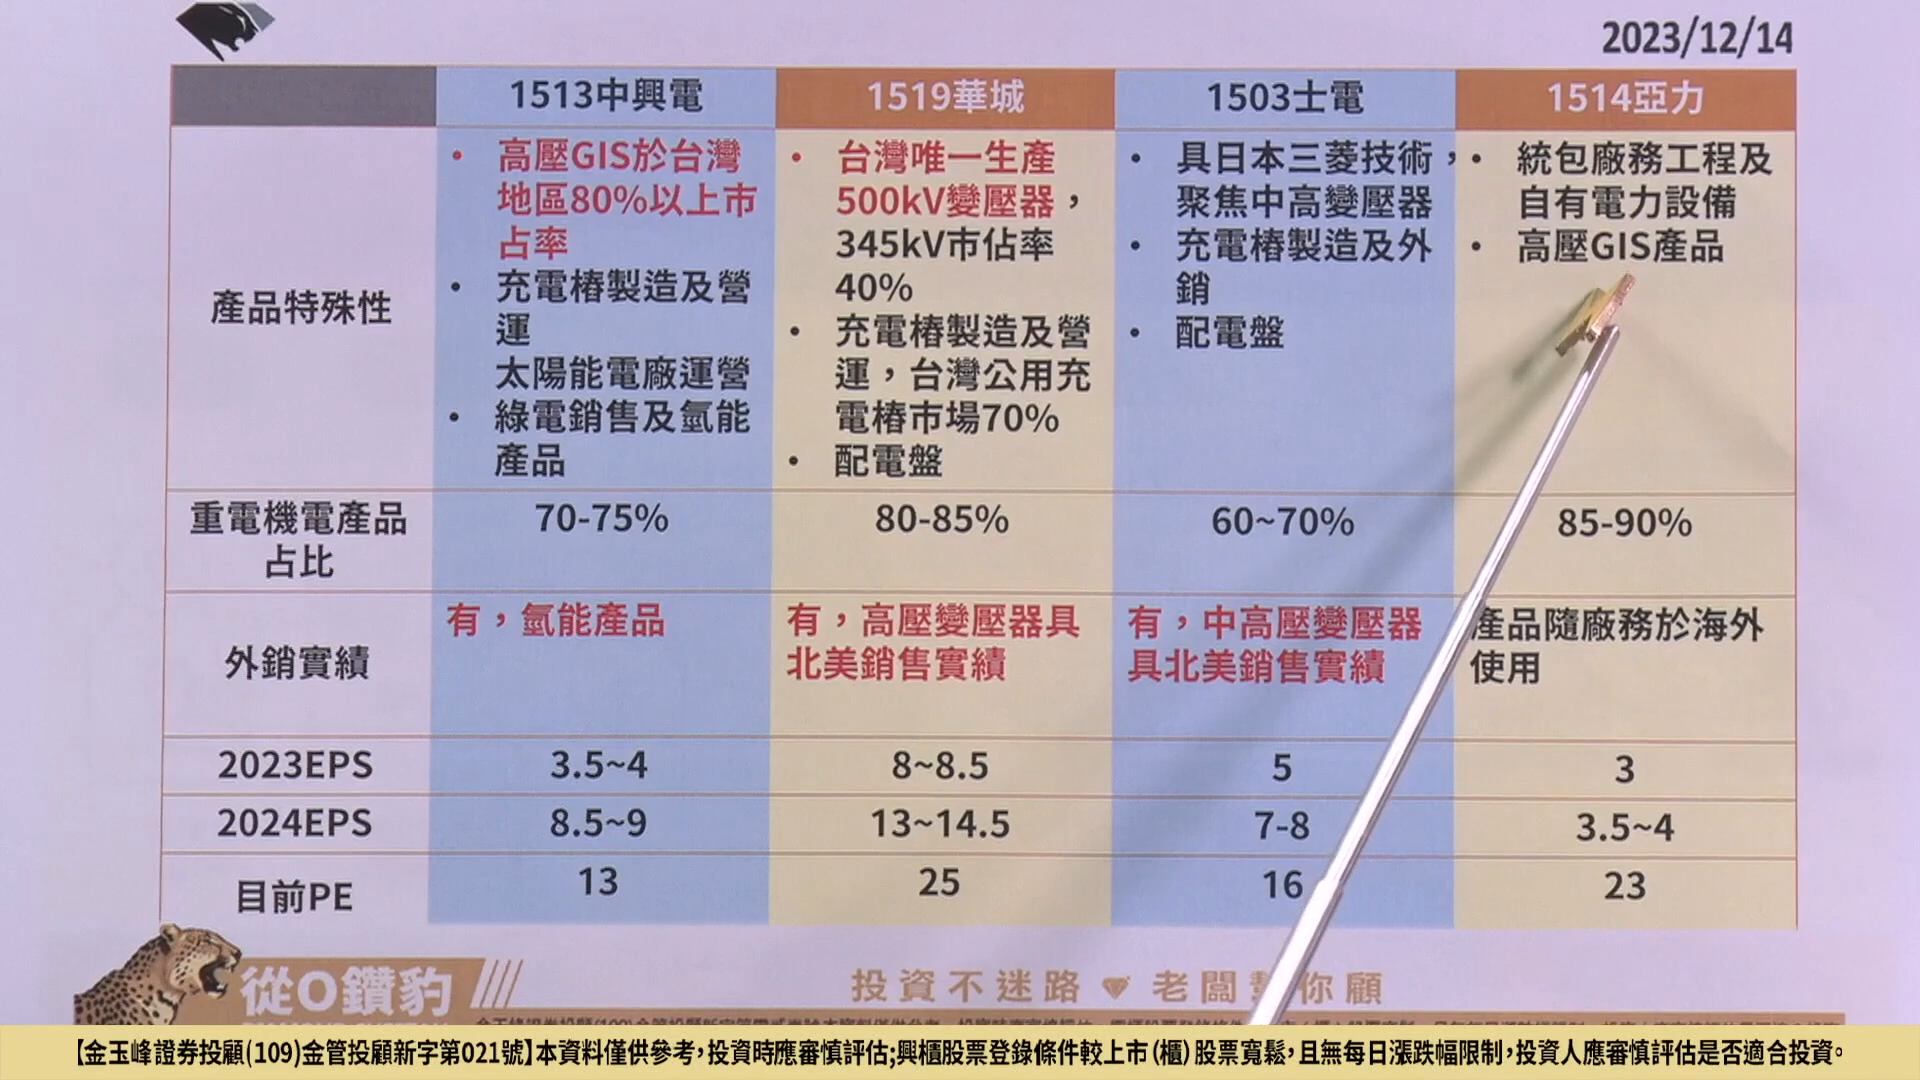 2023/12/14
1513中興電
1519華城
1503士電
1514亞力
產品特殊性
• 高壓GIS於台灣
地區80%以上市
占率
• 充電樁製造及營
運
太陽能電廠運營
• 綠電銷售及氫能
產品
• 台灣唯一生產
500kV變壓器，
345kV市佔率
40%
• 充電樁製造及營
運，台灣公用充
電樁市場70%
• 配電盤
• 具日本三菱技術，
聚焦中高變壓器
• 充電樁製造及外
銷
• 配電盤
• 統包廠務工程及
自有電力設備
• 高壓GIS產品
重電機電產品
占比
70-75%
80-85%
60~70%
85-90%
外銷實績
有，氫能產品
有，高壓變壓器具
北美銷售實績
有，中高壓變壓器
具北美銷售實績
產品隨廠務於海外
使用
2023EPS
3.5~4
8~8.5
5
3
2024EPS
8.5~9
13~14.5
7-8
3.5~4
目前PE
13
25
16
23
從O鑽豹
投資不迷路 老闆 你顧
【金玉峰證券投顧(109)金管投顧新字第021號】本資料僅供參考，投資時應審慎評估;興櫃股票登錄條件較上市(櫃)股票寬鬆，且無每日漲跌幅限制，投資人應審慎評估是否適合投資。